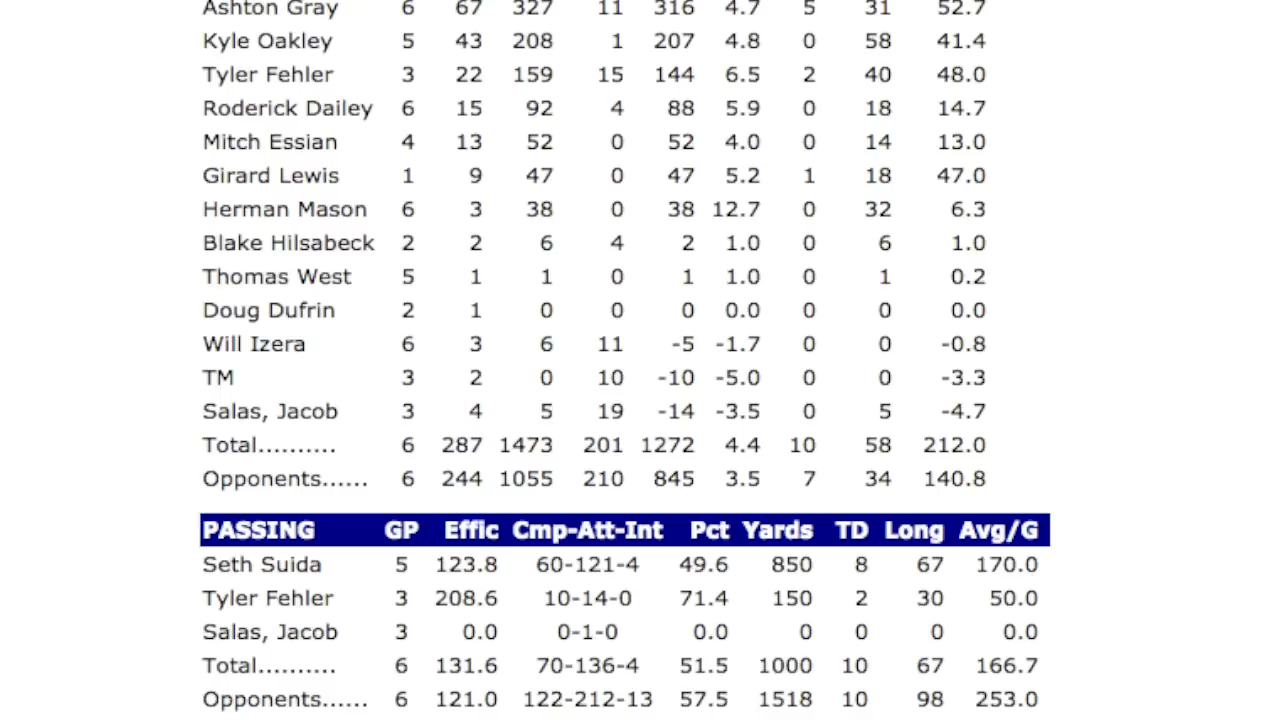 Ashton Gray 6 67 327 11 316 4.7 5 31 52.7
Kyle Oakley 5 43 208 1 207 4.8 0 58 41.4
Tyler Fehler 3 22 159 15 144 6.5 2 40 48.0
Roderick Dailey 6 15 92 4 88 5.9 0 18 14.7
Mitch Essian 4 13 52 0 52 4.0 0 14 13.0
Girard Lewis 1 9 47 0 47 5.2 1 18 47.0
Herman Mason 6 3 38 0 38 12.7 0 32 6.3
Blake Hilsabeck 2 2 6 4 2 1.0 0 6 1.0
Thomas West 5 1 1 0 1 1.0 0 1 0.2
Doug Dufrin 2 1 0 0 0 0.0 0 0 0.0
Will Izera 6 3 6 11 -5 -1.7 0 0 -0.8
TM 3 2 0 10 -10 -5.0 0 0 -3.3
Salas, Jacob 3 4 5 19 -14 -3.5 0 5 -4.7
Total.......... 6 287 1473 201 1272 4.4 10 58 212.0
Opponents...... 6 244 1055 210 845 3.5 7 34 140.8
PASSING GP Effic Cmp-Att-Int Pct Yards TD Long Avg/G
Seth Suida 5 123.8 60-121-4 49.6 850 8 67 170.0
Tyler Fehler 3 208.6 10-14-0 71.4 150 2 30 50.0
Salas, Jacob 3 0.0 0-1-0 0.0 0 0 0 0.0
Total.......... 6 131.6 70-136-4 51.5 1000 10 67 166.7
Opponents...... 6 121.0 122-212-13 57.5 1518 10 98 253.0